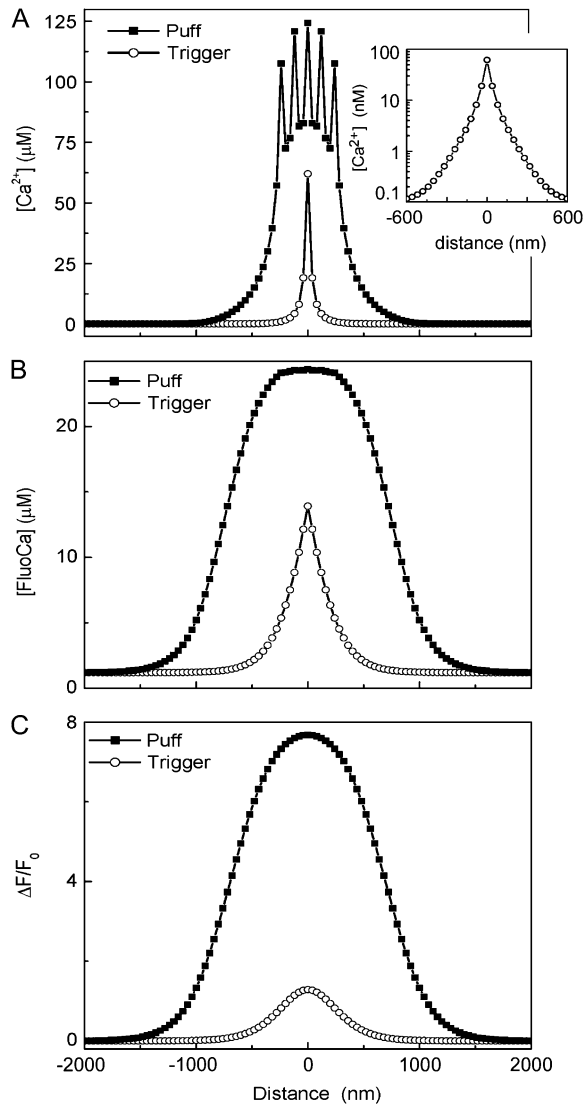 A
Puff
Trigger
[Ca2+] (μM)
125
100
75
50
25
0
[Ca2+] (nM)
100
10
1
0.1
-600
0
600
distance (nm)
B
Puff
Trigger
[FluoCa] (μM)
20
10
0
C
Puff
Trigger
ΔF/F0
8
4
0
-2000
-1000
0
1000
2000
Distance (nm)